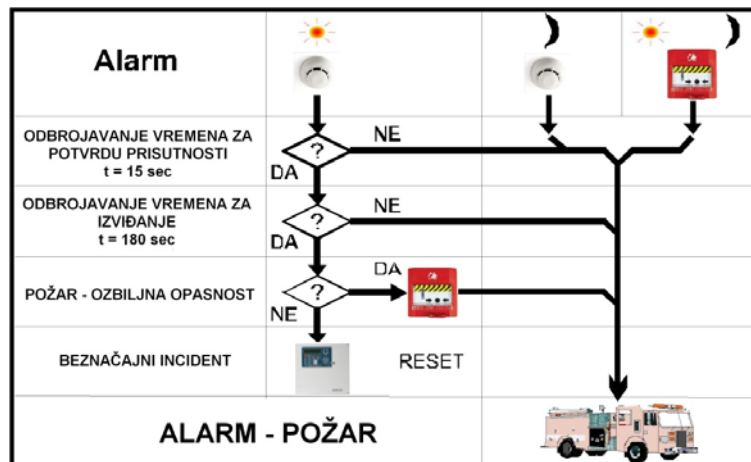 Alarm
ODBROJAVANJE VREMENA ZA
POTVRDU PRISUTNOSTI
t = 15 sec
?
NE
DA
ODBROJAVANJE VREMENA ZA
IZVIĐANJE
t = 180 sec
?
NE
DA
POŽAR - OZBILJNA OPASNOST
?
DA
NE
BEZNAČAJNI INCIDENT
RESET
ALARM - POŽAR